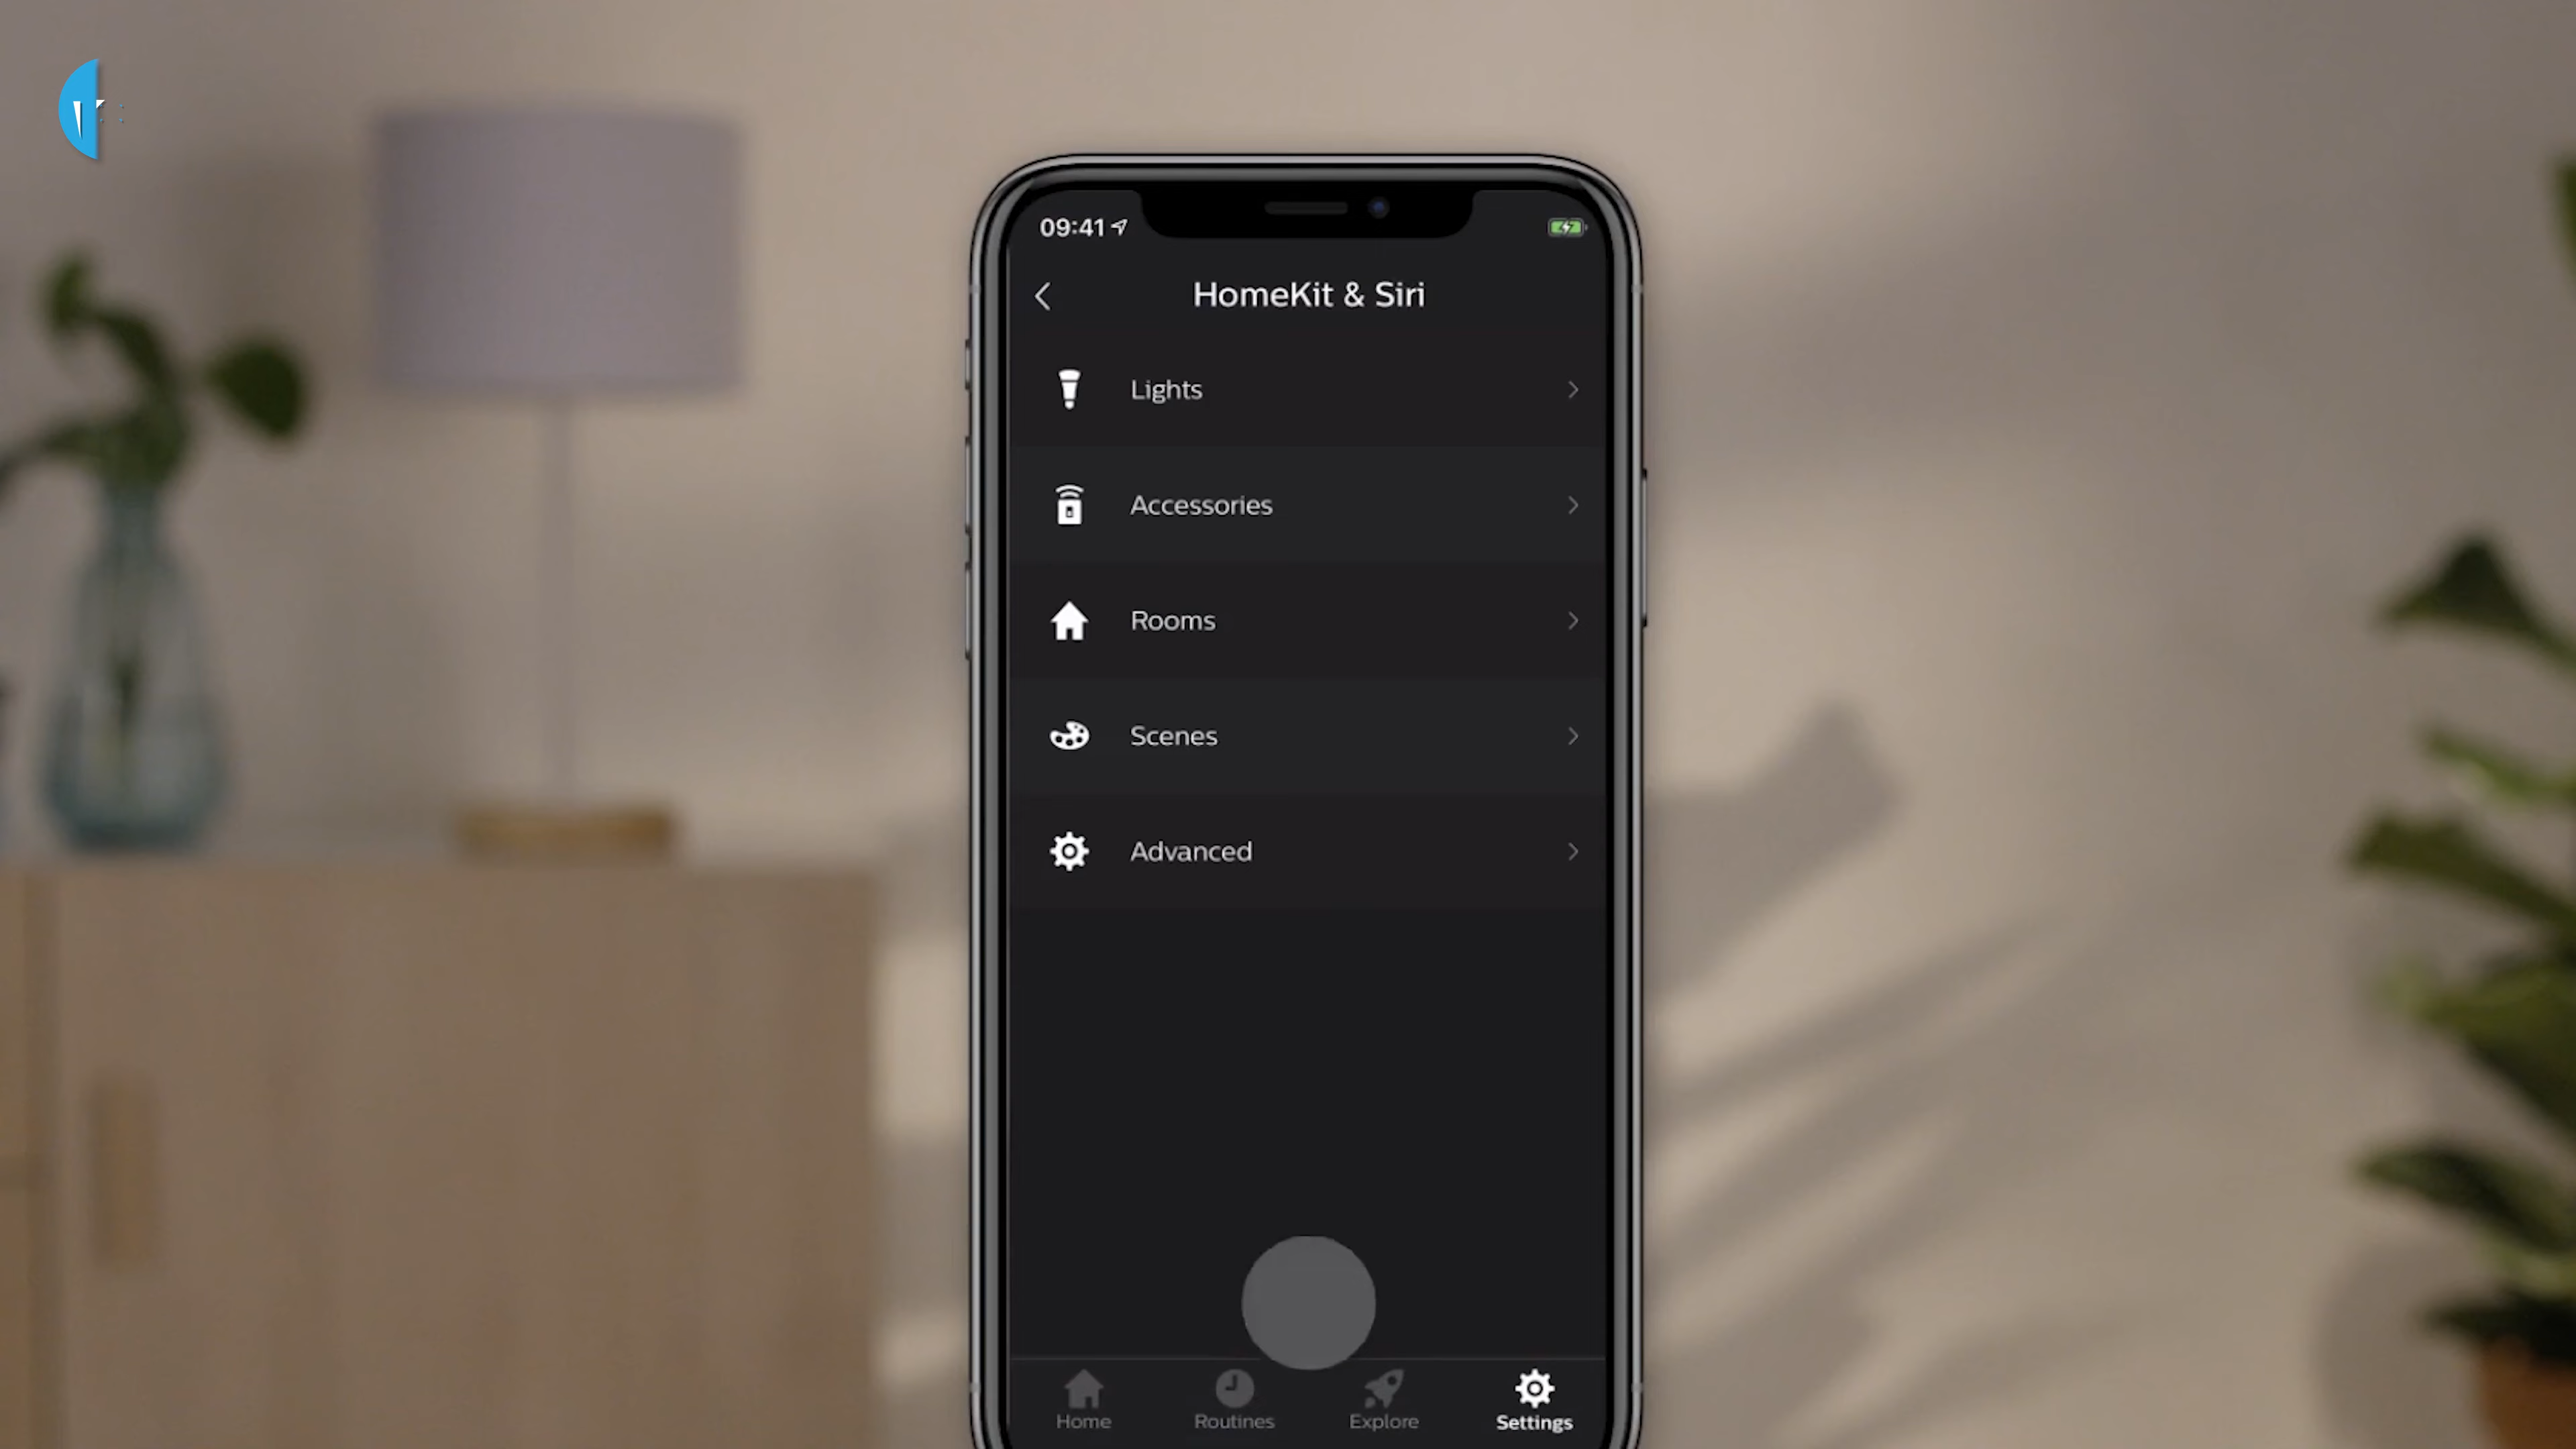 09:41
HomeKit & Siri
Lights
Accessories
Rooms
Scenes
Advanced
Home
Routines
Explore
Settings